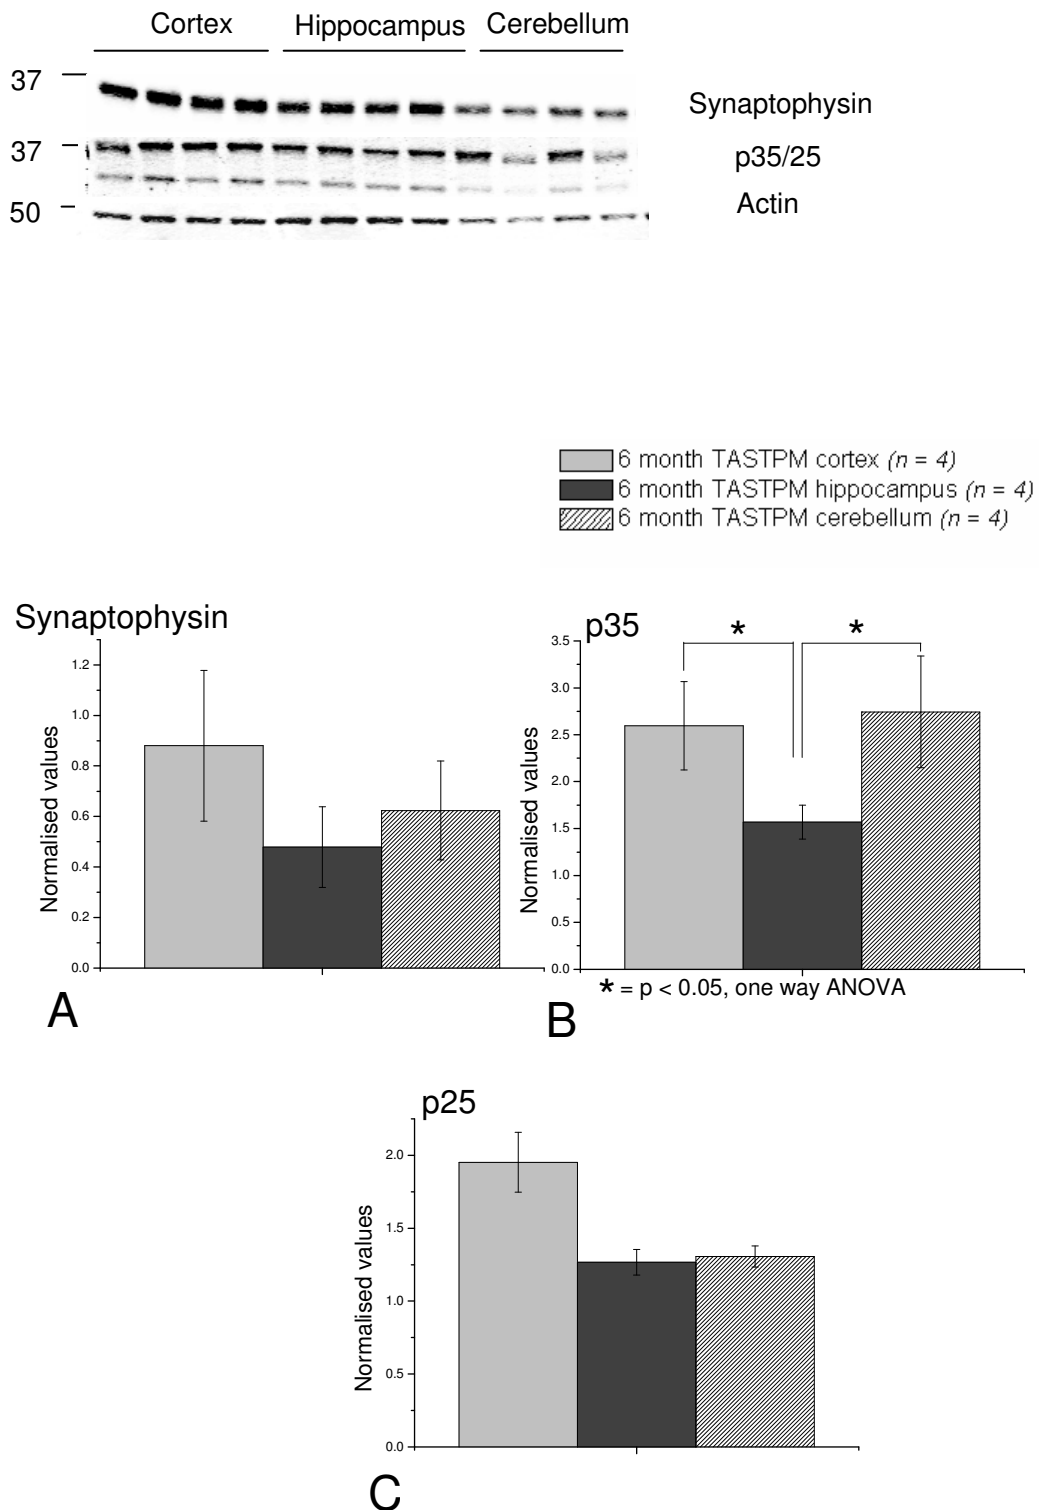 Cortex Hippocampus Cerebellum
37
Synaptophysin
37
p35/25
Actin
50
6 month TASTPM cortex (n = 4)
6 month TASTPM hippocampus (n = 4)
6 month TASTPM cerebellum (n = 4)
Synaptophysin
1.2
1.0
0.8
0.6
0.4
0.2
0.0
Normalised values
A
p35
* *
3.5
3.0
2.5
2.0
1.5
1.0
0.5
0.0
Normalised values
* = p < 0.05, one way ANOVA
B
p25
2.0
1.5
1.0
0.5
0.0
Normalised values
C